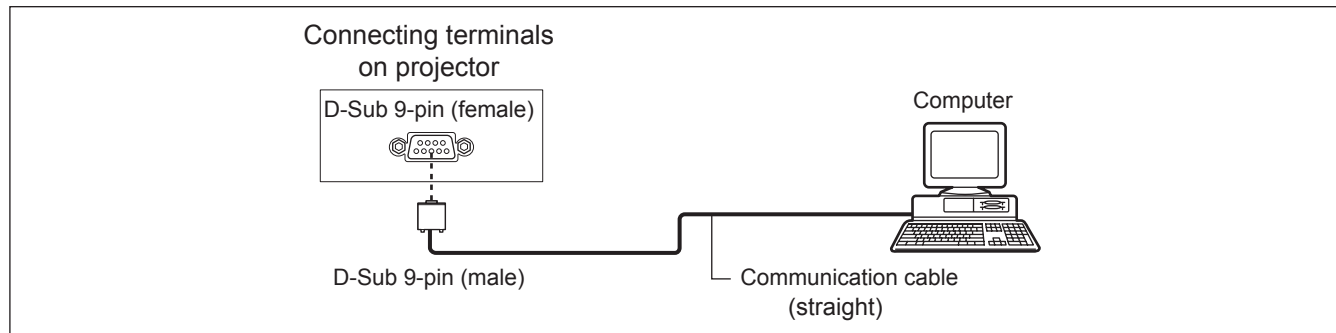 Connecting terminals
on projector
D-Sub 9-pin (female)
Computer
D-Sub 9-pin (male)
Communication cable
(straight)